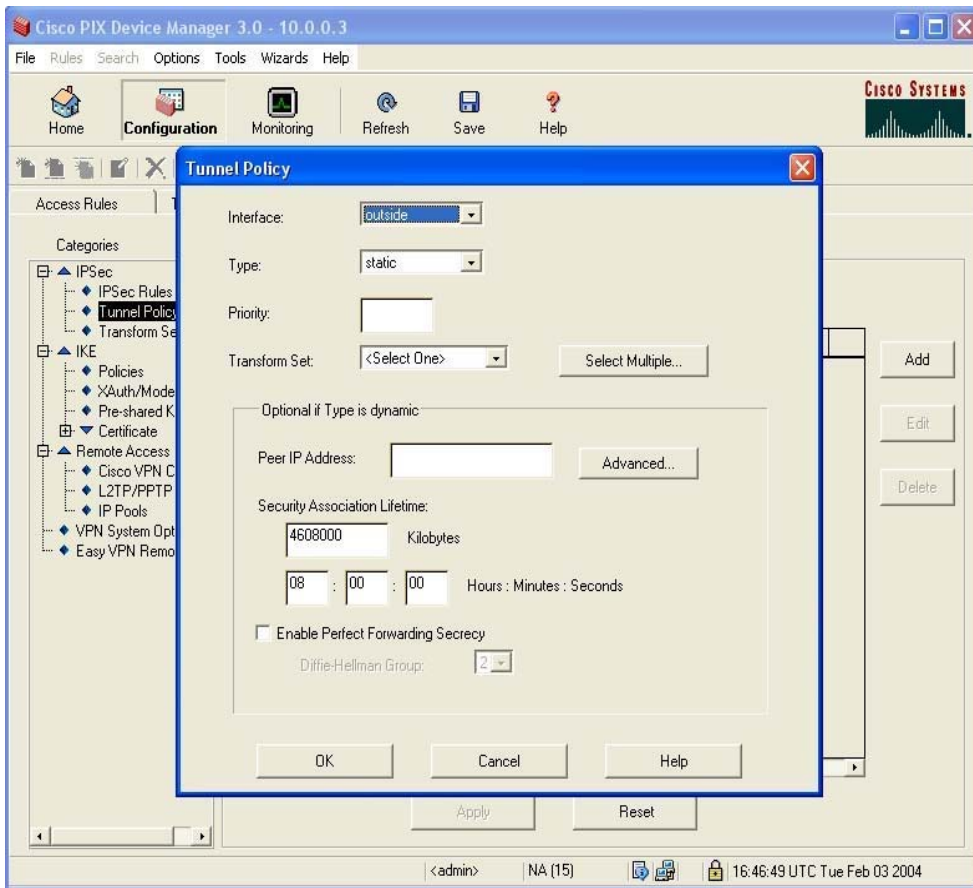 Cisco PIX Device Manager 3.0 - 10.0.0.3
File Rules Search Options Tools Wizards Help
Home Configuration Monitoring Refresh Save Help
CISCO SYSTEMS
Tunnel Policy
Access Rules
Categories
IPSec
IPSec Rules
Tunnel Policy
Transform Se
IKE
Policies
XAuth/Mode
Pre-shared K
Certificate
Remote Access
Cisco VPN C
L2TP/PPTP
IP Pools
VPN System Opt
Easy VPN Remo
Interface: outside
Type: static
Priority:
Transform Set: <Select One> Select Multiple...
Optional if Type is dynamic
Peer IP Address: Advanced...
Security Association Lifetime:
4608000 Kilobytes
08 : 00 : 00 Hours : Minutes : Seconds
Enable Perfect Forwarding Secrecy
Diffie-Hellman Group: 2
OK Cancel Help
Add
Edit
Delete
Apply Reset
<admin> NA (15) 16:46:49 UTC Tue Feb 03 2004